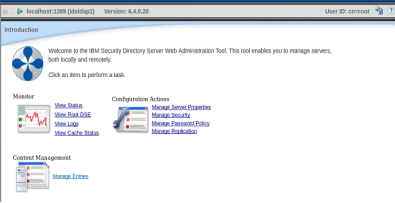 localhost:1389 (idsldap1) Version: 6.4.0.20 User ID: cn=root
Introduction
Welcome to the IBM Security Directory Server Web Administration Tool. This tool enables you to manage servers,
both locally and remotely.
Click an item to perform a task.
Monitor
View Status
View Root DSE
View Logs
View Cache Status
Configuration Actions
Manage Server Properties
Manage Security
Manage Password Policy
Manage Replication
Content Management
Manage Entries